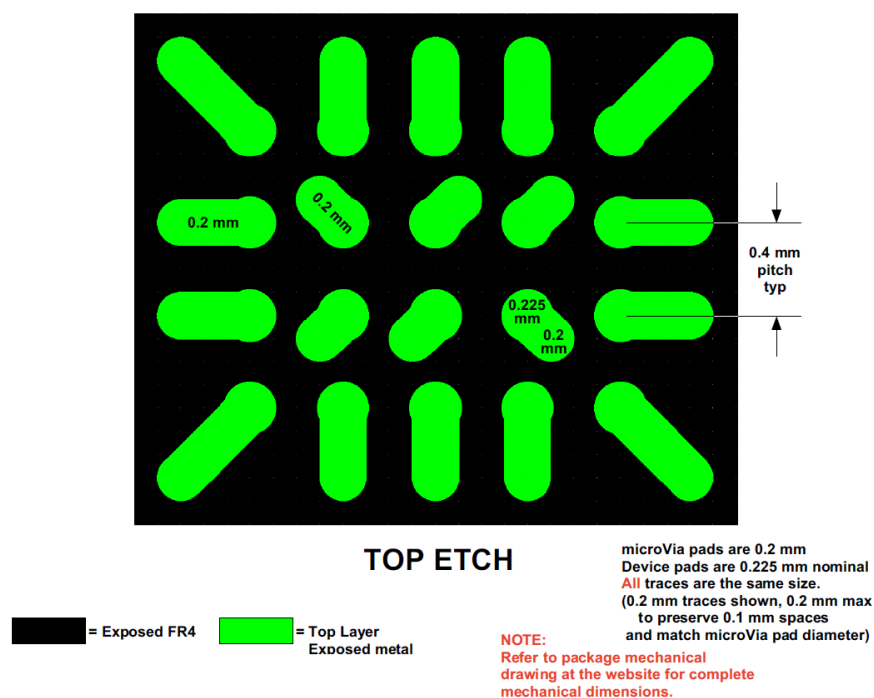 0.2 mm
0.2 mm
0.4 mm
pitch
typ
0.225
mm
0.2
mm
TOP ETCH
microVia pads are 0.2 mm
Device pads are 0.225 mm nominal
All traces are the same size.
(0.2 mm traces shown, 0.2 mm max
to preserve 0.1 mm spaces
and match microVia pad diameter)
= Exposed FR4
= Top Layer
Exposed metal
NOTE:
Refer to package mechanical
drawing at the website for complete
mechanical dimensions.